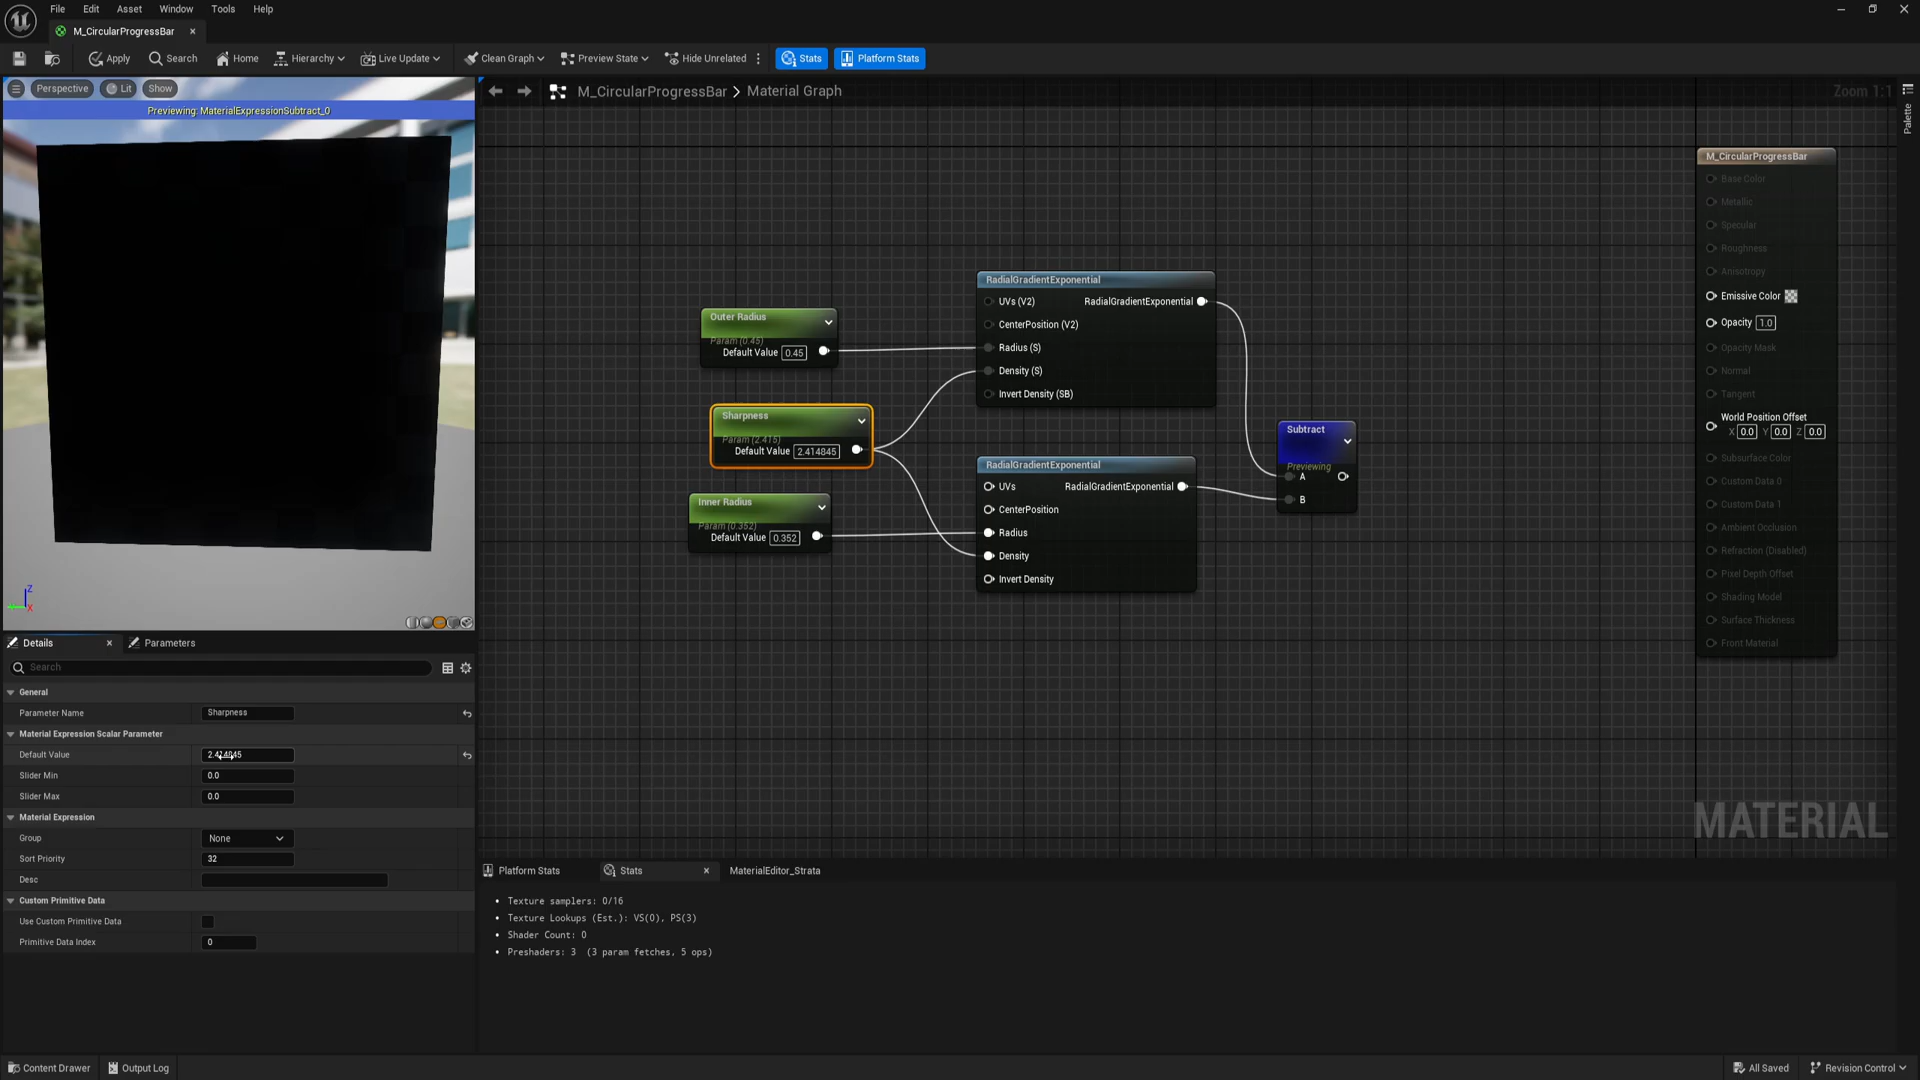 File Edit Asset Window Tools Help
M_CircularProgressBar
Apply Search Home Hierarchy Live Update Clean Graph Preview State Hide Unrelated Stats Platform Stats
Perspective Lit Show
Previewing: MaterialExpressionSubtract_0
M_CircularProgressBar > Material Graph
Zoom 1:1
Palette
M_CircularProgressBar
Base Color
Metallic
Specular
Roughness
Anisotropy
Emissive Color
Opacity 1.0
Opacity Mask
Normal
Tangent
World Position Offset
X 0.0 Y 0.0 Z 0.0
Subsurface Color
Custom Data 0
Custom Data 1
Ambient Occlusion
Refraction (Disabled)
Pixel Depth Offset
Shading Model
Surface Thickness
Front Material
RadialGradientExponential
UVs (V2) RadialGradientExponential
CenterPosition (V2)
Radius (S)
Density (S)
Invert Density (SB)
Outer Radius
Param (0.45)
Default Value 0.45
Sharpness
Param (2.415)
Default Value 2.414845
Inner Radius
Param (0.352)
Default Value 0.352
RadialGradientExponential
UVs RadialGradientExponential
CenterPosition
Radius
Density
Invert Density
Subtract
Previewing
A
B
Z
X
MATERIAL
Details Parameters
Search
General
Parameter Name Sharpness
Material Expression Scalar Parameter
Default Value 2.414845
Slider Min 0.0
Slider Max 0.0
Material Expression
Group None
Sort Priority 32
Desc
Custom Primitive Data
Use Custom Primitive Data
Primitive Data Index 0
Platform Stats Stats MaterialEditor_Strata
Texture samplers: 0/16
Texture Lookups (Est.): VS(0), PS(3)
Shader Count: 0
Preshaders: 3 (3 param fetches, 5 ops)
Content Drawer Output Log All Saved Revision Control